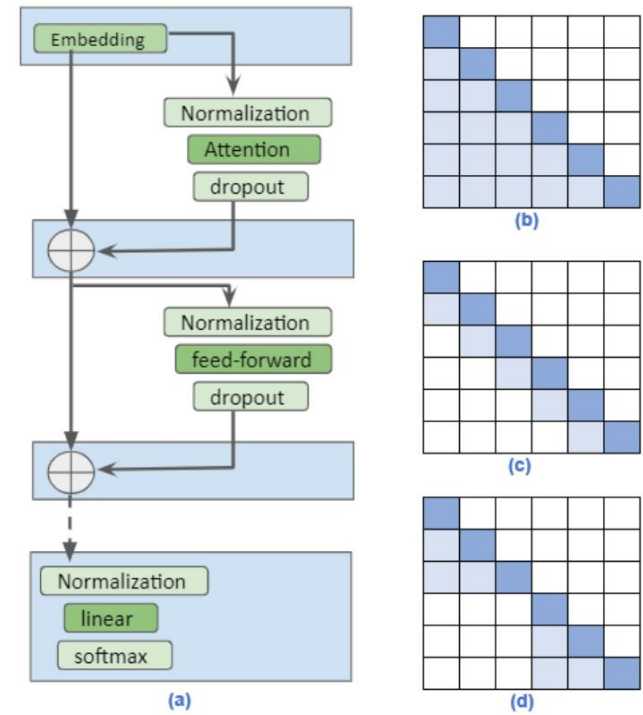 Embedding
Normalization
Attention
dropout
Normalization
feed-forward
dropout
Normalization
linear
softmax
(a)
(b)
(c)
(d)